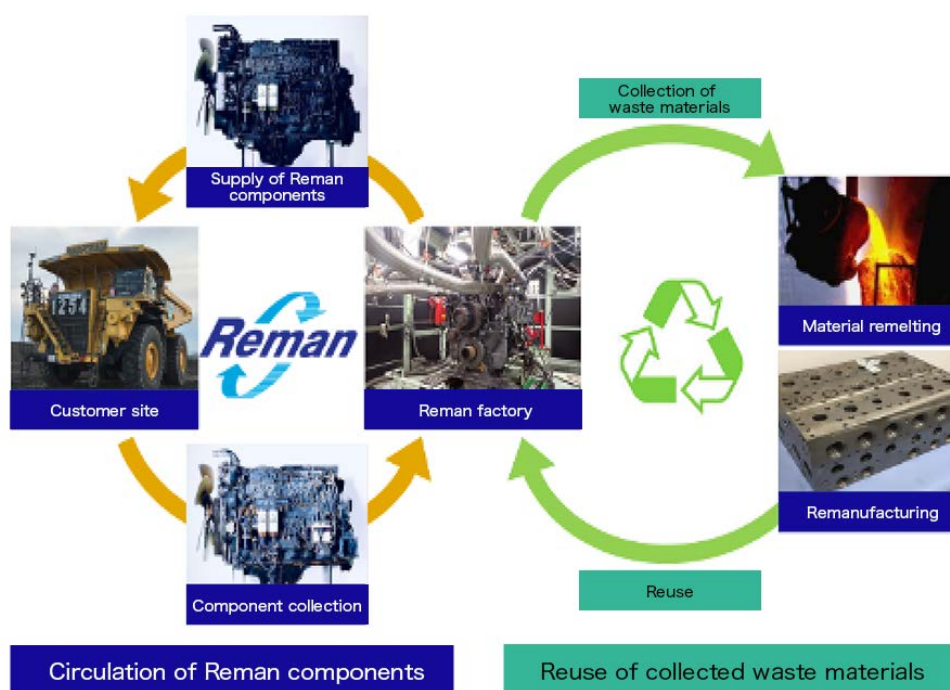 Collection of
waste materials
Supply of Reman
components
1254
Reman
Material remelting
Customer site
Reman factory
Remanufacturing
Component collection
Reuse
Circulation of Reman components
Reuse of collected waste materials